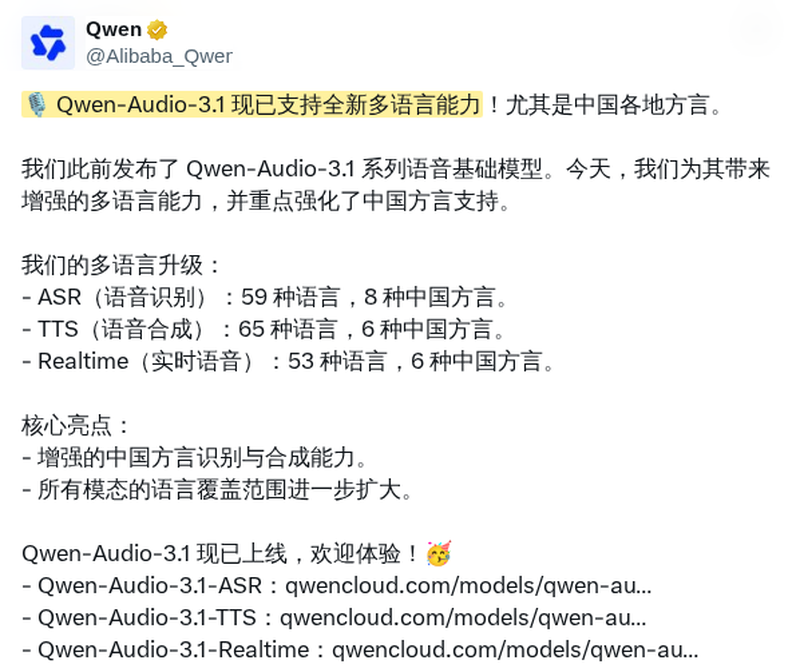 Qwen
@Alibaba_Qwer
🎙️ Qwen-Audio-3.1 现已支持全新多语言能力！尤其是中国各地方言。
我们此前发布了 Qwen-Audio-3.1 系列语音基础模型。今天，我们为其带来
增强的多语言能力，并重点强化了中国方言支持。
我们的多语言升级：
- ASR（语音识别）：59 种语言，8 种中国方言。
- TTS（语音合成）：65 种语言，6 种中国方言。
- Realtime（实时语音）：53 种语言，6 种中国方言。
核心亮点：
- 增强的中国方言识别与合成能力。
- 所有模态的语言覆盖范围进一步扩大。
Qwen-Audio-3.1 现已上线，欢迎体验！🥳
- Qwen-Audio-3.1-ASR：qwencloud.com/models/qwen-au...
- Qwen-Audio-3.1-TTS：qwencloud.com/models/qwen-au...
- Qwen-Audio-3.1-Realtime：qwencloud.com/models/qwen-au...